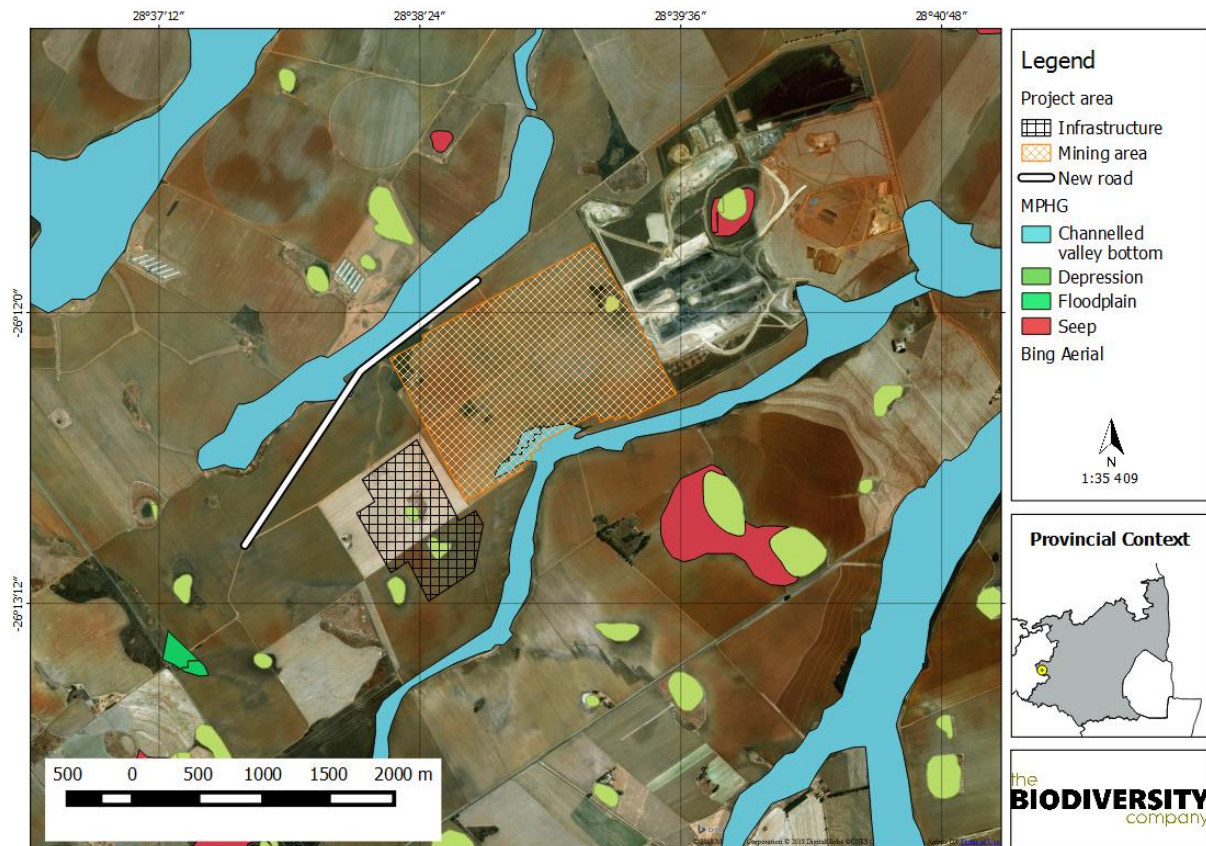 28°37'12"
28°38'24"
28°39'36"
28°40'48"
-26°12'0"
-26°13'12"
500 0 500 1000 1500 2000 m
Legend
Project area
Infrastructure
Mining area
New road
MPHG
Channelled
valley bottom
Depression
Floodplain
Seep
Bing Aerial
N
1:35 409
Provincial Context
the
BIODIVERSITY
company